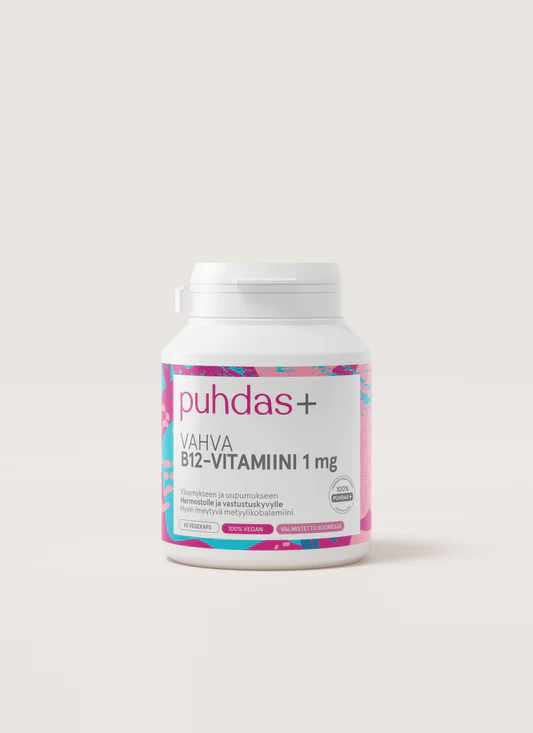 puhdas+
VAHVA
B12-VITAMIINI 1 mg
Väsymykseen ja uupumukseen
Hermostolle ja vastustuskyvylle
Hyvin imeytyvä metyylikobalamiini
100%
PUHDAS+
60 VEGEKAPS
100% VEGAN
VALMISTETTU SUOMESSA